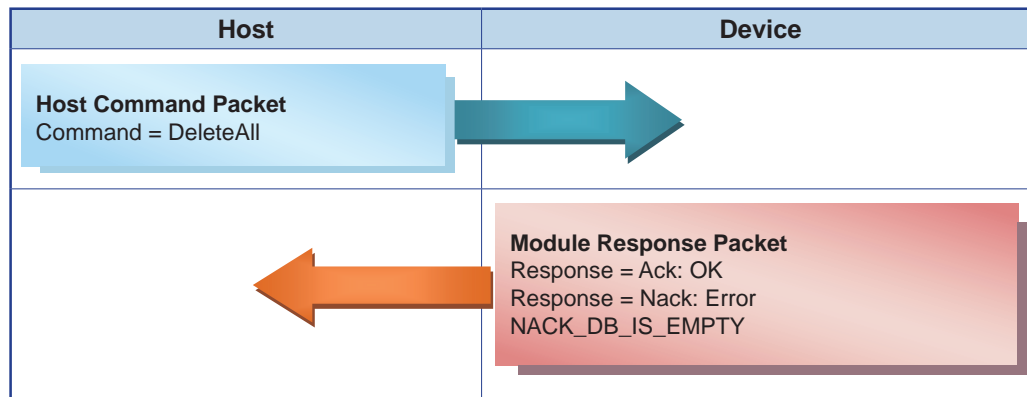 Host
Device
Host Command Packet
Command = DeleteAll
Module Response Packet
Response = Ack: OK
Response = Nack: Error
NACK_DB_IS_EMPTY